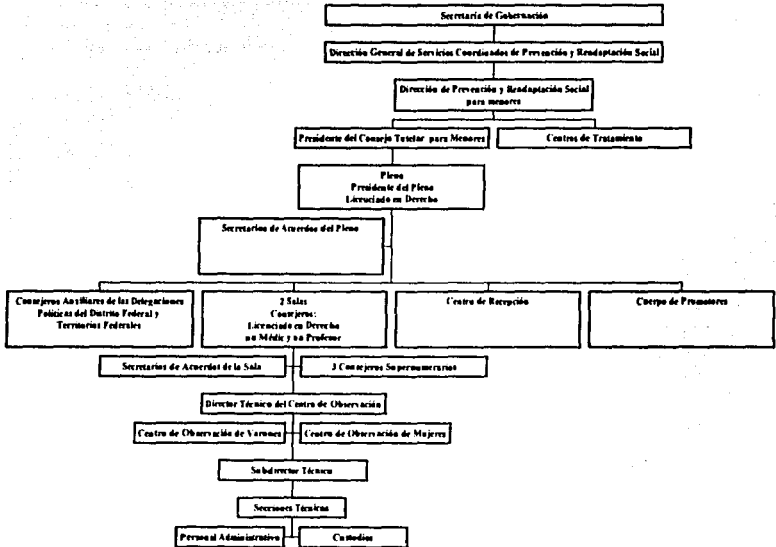 Secretaría de Gobernación
Dirección General de Servicios Coordinados de Prevención y Readaptación Social
Dirección de Prevención y Readaptación Social
para menores
Presidente del Consejo Tutelar para Menores
Centros de Tratamiento
Pleno
Presidente del Pleno
Licenciado en Derecho
Secretarios de Acuerdos del Pleno
Consejeros Auxiliares de las Delegaciones
Políticas del Distrito Federal y
Territorios Federales
2 Salas
Consejeros:
Licenciado en Derecho
un Médic y un Profesor
Centro de Recepción
Cuerpo de Promotores
Secretarios de Acuerdos de la Sala
3 Consejeros Supernumerarios
Director Técnico del Centro de Observación
Centro de Observación de Varones
Centro de Observación de Mujeres
Subdirector Técnico
Secciones Técnicas
Personal Administrativo
Custodios